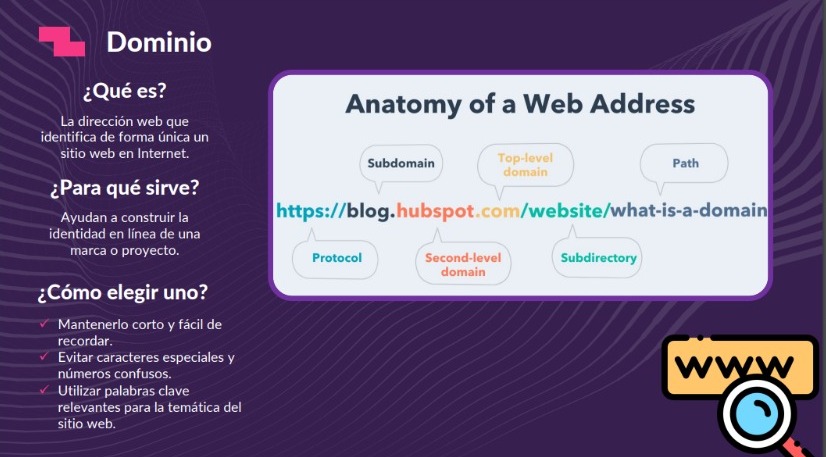 Dominio
¿Qué es?
La dirección web que
identifica de forma única un
sitio web en Internet.
¿Para qué sirve?
Ayudan a construir la
identidad en línea de una
marca o proyecto.
¿Cómo elegir uno?
✓ Mantenerlo corto y fácil de
recordar.
✓ Evitar caracteres especiales y
números confusos.
✓ Utilizar palabras clave
relevantes para la temática del
sitio web.
Anatomy of a Web Address
Subdomain
Top-level
domain
Path
https://blog.hubspot.com/website/what-is-a-domain
Protocol
Second-level
domain
Subdirectory
WWW